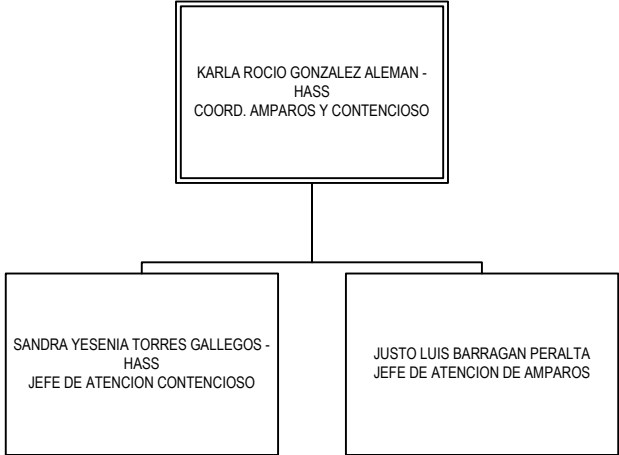 KARLA ROCIO GONZALEZ ALEMAN -
HASS
COORD. AMPAROS Y CONTENCIOSO
SANDRA YESENIA TORRES GALLEGOS -
HASS
JEFE DE ATENCION CONTENCIOSO
JUSTO LUIS BARRAGAN PERALTA
JEFE DE ATENCION DE AMPAROS